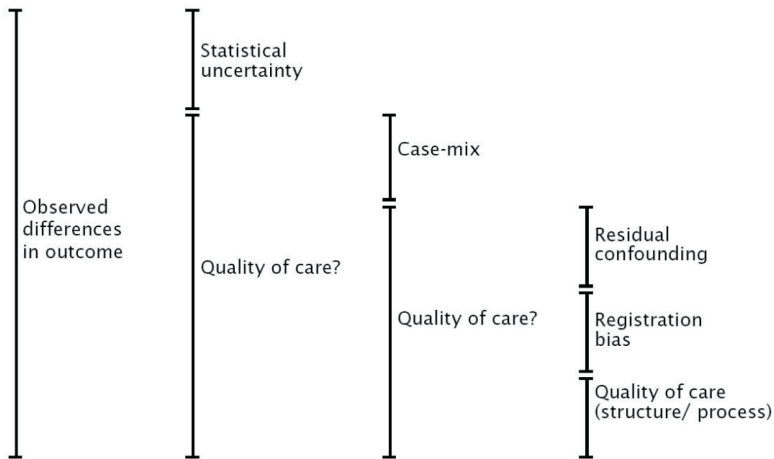 Observed
differences
in outcome
Statistical
uncertainty
Quality of care?
Case-mix
Quality of care?
Residual
confounding
Registration
bias
Quality of care
(structure/ process)